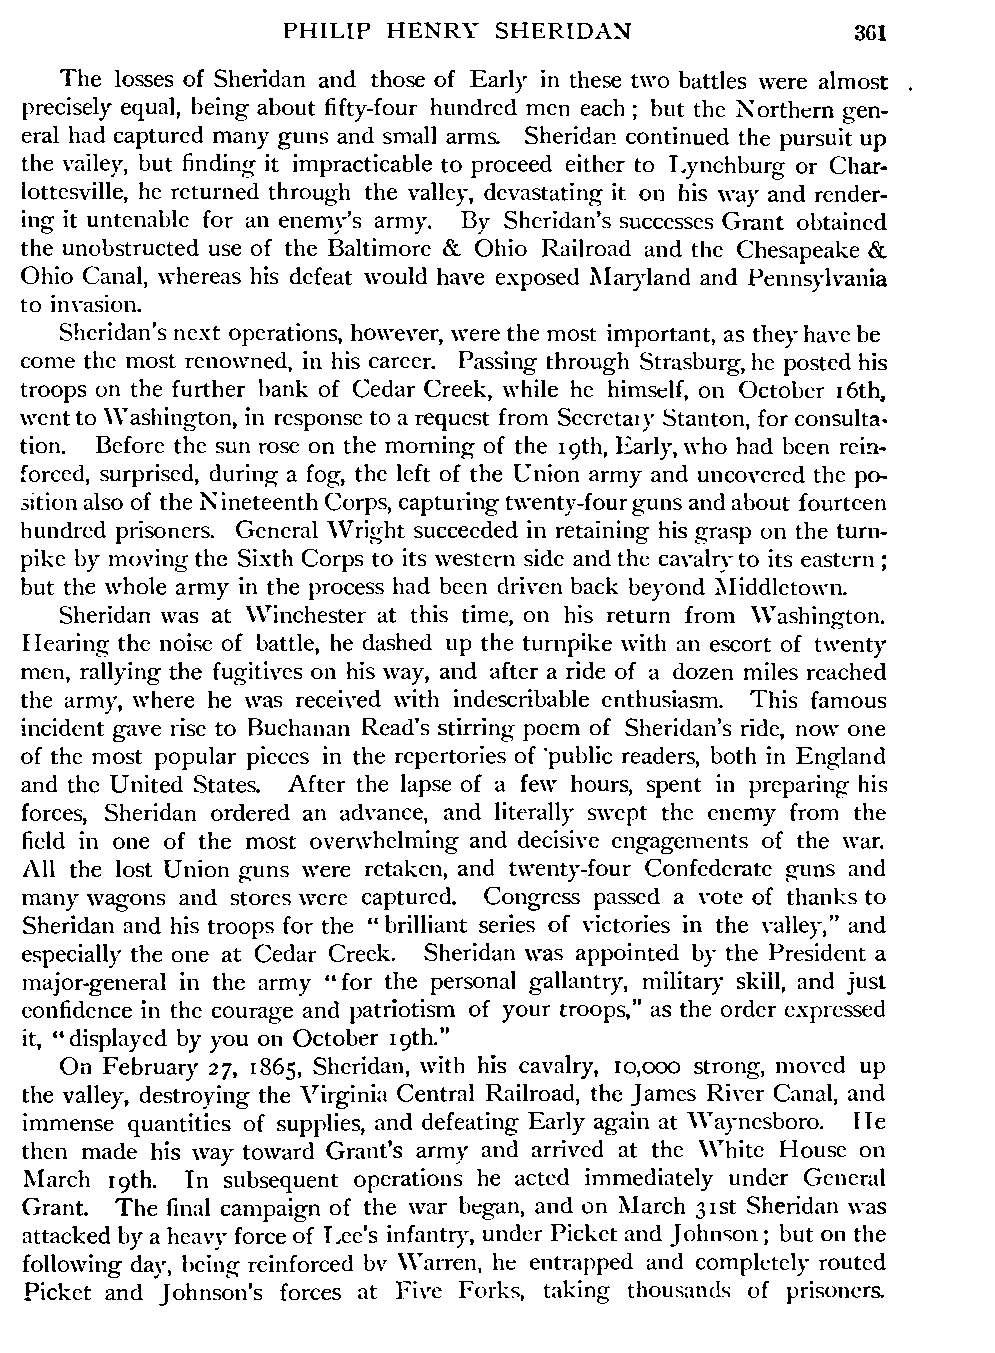 PHILIP HENRY SHERIDAN 361
The losses of Sheridan and those of Early in these two battles were almost
precisely equal, being about fifty-four hundred men each ; but the Northern gen-
eral had captured many guns and small arms. Sheridan continued the pursuit up
the valley, but finding it impracticable to proceed either to Lynchburg or Char-
lottesville, he returned through the valley, devastating it on his way and render-
ing it untenable for an enemy's army. By Sheridan's successes Grant obtained
the unobstructed use of the Baltimore & Ohio Railroad and the Chesapeake &
Ohio Canal, whereas his defeat would have exposed Maryland and Pennsylvania
to invasion.
Sheridan's next operations, however, were the most important, as they have be
come the most renowned, in his career. Passing through Strasburg, he posted his
troops on the further bank of Cedar Creek, while he himself, on October 16th,
went to Washington, in response to a request from Secretary Stanton, for consulta-
tion. Before the sun rose on the morning of the 19th, Early, who had been rein-
forced, surprised, during a fog, the left of the Union army and uncovered the po-
sition also of the Nineteenth Corps, capturing twenty-four guns and about fourteen
hundred prisoners. General Wright succeeded in retaining his grasp on the turn-
pike by moving the Sixth Corps to its western side and the cavalry to its eastern ;
but the whole army in the process had been driven back beyond Middletown.
Sheridan was at Winchester at this time, on his return from Washington.
Hearing the noise of battle, he dashed up the turnpike with an escort of twenty
men, rallying the fugitives on his way, and after a ride of a dozen miles reached
the army, where he was received with indescribable enthusiasm. This famous
incident gave rise to Buchanan Read's stirring poem of Sheridan's ride, now one
of the most popular pieces in the repertories of public readers, both in England
and the United States. After the lapse of a few hours, spent in preparing his
forces, Sheridan ordered an advance, and literally swept the enemy from the
field in one of the most overwhelming and decisive engagements of the war.
All the lost Union guns were retaken, and twenty-four Confederate guns and
many wagons and stores were captured. Congress passed a vote of thanks to
Sheridan and his troops for the "brilliant series of victories in the valley," and
especially the one at Cedar Creek. Sheridan was appointed by the President a
major-general in the army "for the personal gallantry, military skill, and just
confidence in the courage and patriotism of your troops," as the order expressed
it, "displayed by you on October 19th."
On February 27, 1865, Sheridan, with his cavalry, 10,000 strong, moved up
the valley, destroying the Virginia Central Railroad, the James River Canal, and
immense quantities of supplies, and defeating Early again at Waynesboro. He
then made his way toward Grant's army and arrived at the White House on
March 19th. In subsequent operations he acted immediately under General
Grant. The final campaign of the war began, and on March 31st Sheridan was
attacked by a heavy force of Lee's infantry, under Picket and Johnson ; but on the
following day, being reinforced by Warren, he entrapped and completely routed
Picket and Johnson's forces at Five Forks, taking thousands of prisoners.